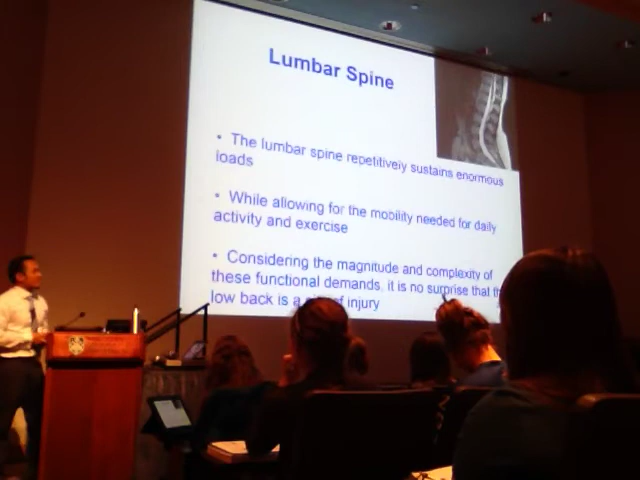 Lumbar Spine
• The lumbar spine repetitively sustains enormous
loads
• While allowing for the mobility needed for daily
activity and exercise
• Considering the magnitude and complexity of
these functional demands, it is no surprise that
low back is a of injury